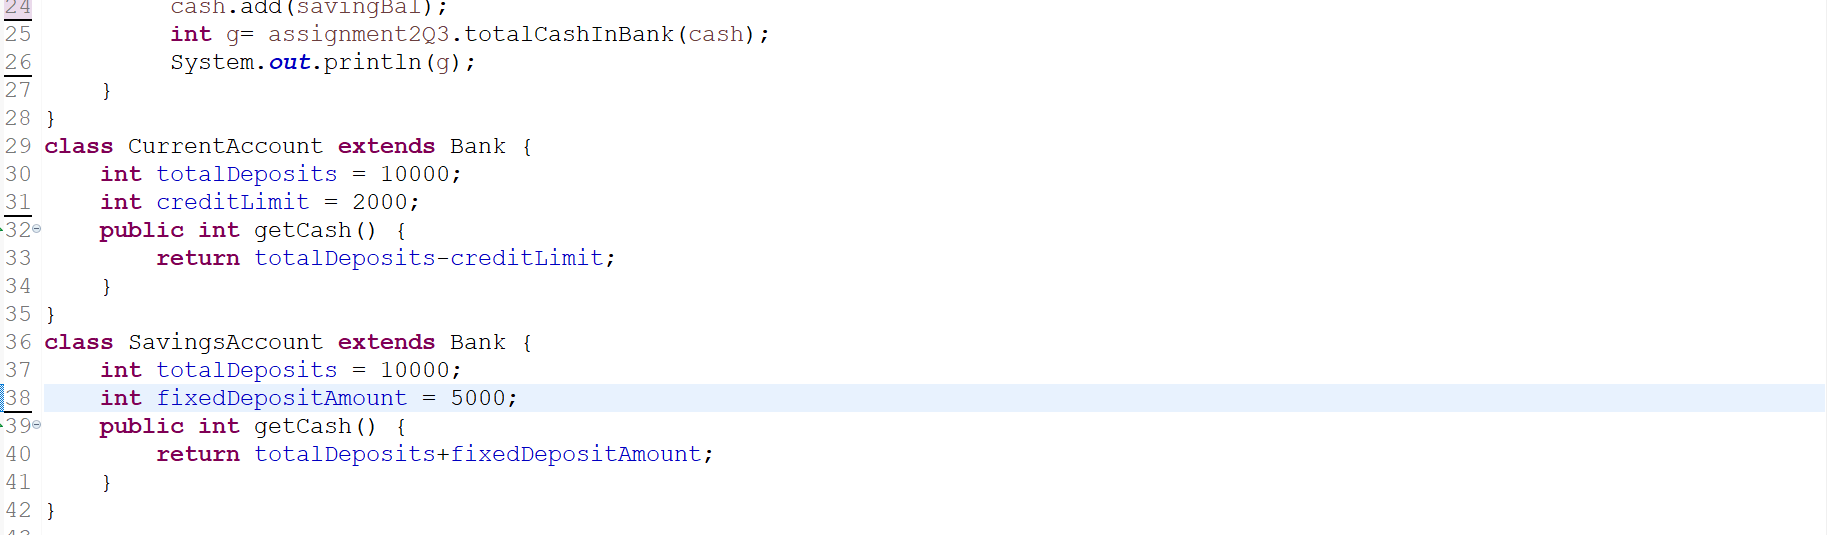 24 cash.add(savingBal);
25 int g= assignment2Q3.totalCashInBank(cash);
26 System.out.println(g);
27 }
28 }
29 class CurrentAccount extends Bank {
30 int totalDeposits = 10000;
31 int creditLimit = 2000;
32 public int getCash() {
33 return totalDeposits-creditLimit;
34 }
35 }
36 class SavingsAccount extends Bank {
37 int totalDeposits = 10000;
38 int fixedDepositAmount = 5000;
39 public int getCash() {
40 return totalDeposits+fixedDepositAmount;
41 }
42 }